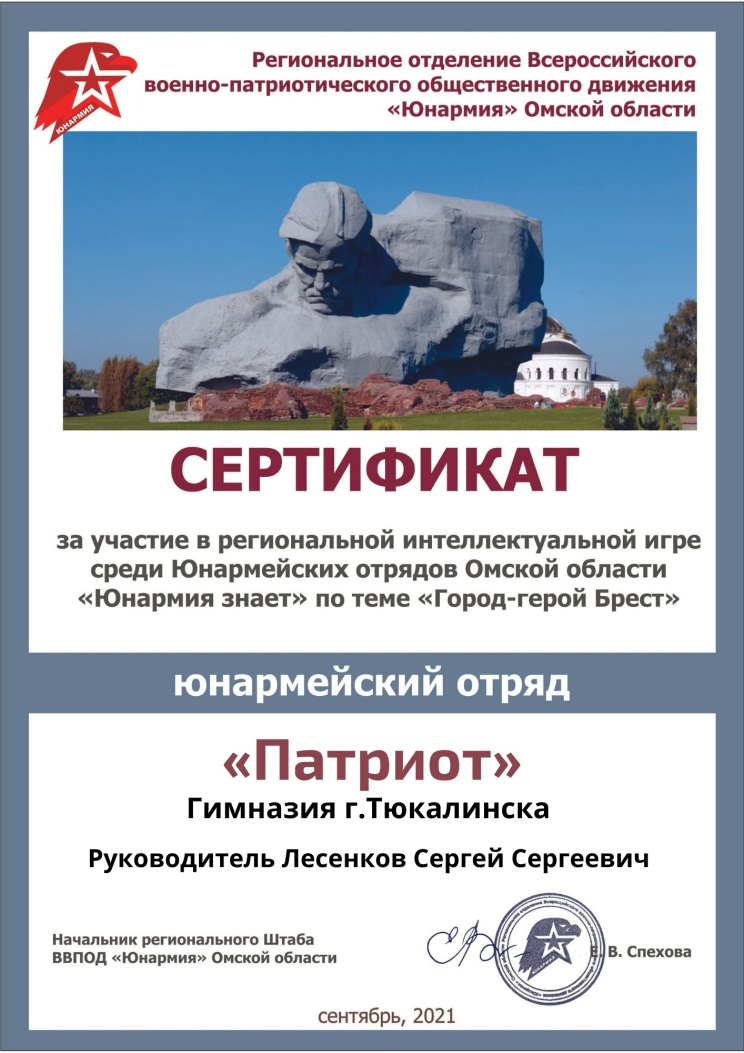 Региональное отделение Всероссийского
военно-патриотического общественного движения
«Юнармия» Омской области
ЮНАРМИЯ
СЕРТИФИКАТ
за участие в региональной интеллектуальной игре
среди Юнармейских отрядов Омской области
«Юнармия знает» по теме «Город-герой Брест»
юнармейский отряд
«Патриот»
Гимназия г.Тюкалинска
Руководитель Лесенков Сергей Сергеевич
Начальник регионального Штаба
ВВПОД «Юнармия» Омской области
ЮНАРМИЯ
Е. В. Спехова
сентябрь, 2021